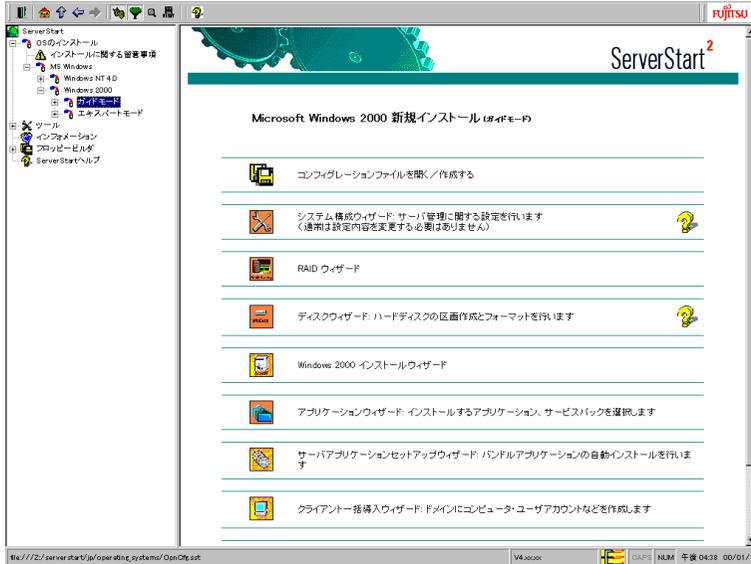 FUJITSU
ServerStart
OSのインストール
インストールに関する留意事項
MS Windows
Windows NT 4.0
Windows 2000
ガイドモード
エキスパートモード
ツール
インフォメーション
フロッピービルダ
ServerStartヘルプ
ServerStart2
Microsoft Windows 2000 新規インストール (ガイドモード)
コンフィグレーションファイルを開く／作成する
システム構成ウィザード: サーバ管理に関する設定を行います
（通常は設定内容を変更する必要はありません）
RAID ウィザード
ディスクウィザード: ハードディスクの区画作成とフォーマットを行います
Windows 2000 インストールウィザード
アプリケーションウィザード: インストールするアプリケーション、サービスパックを選択します
サーバアプリケーションセットアップウィザード: バンドルアプリケーションの自動インストールを行いま
す
クライアント一括導入ウィザード: ドメインにコンピュータ・ユーザアカウントなどを作成します
file:///Z:/serverstart/jp/operating_systems/OpnCfg.sst
V4.xx.xx
CAPS
NUM
午後 04:38
00/01/